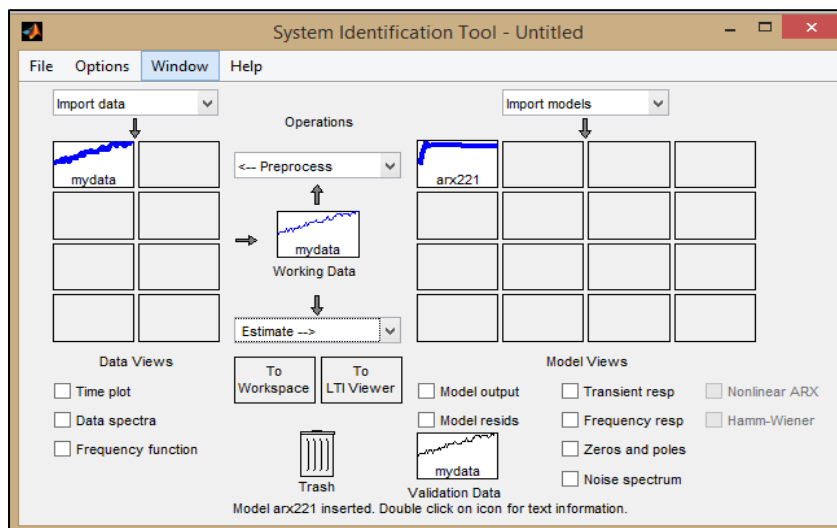 System Identification Tool - Untitled
File Options Window Help
Import data
Import models
Operations
mydata
<-- Preprocess
arx221
mydata
Working Data
Estimate -->
Data Views
To Workspace
To LTI Viewer
Model Views
Time plot
Data spectra
Frequency function
Model output
Model resids
Transient resp
Frequency resp
Zeros and poles
Noise spectrum
Nonlinear ARX
Hamm-Wiener
Trash
mydata
Validation Data
Model arx221 inserted. Double click on icon for text information.